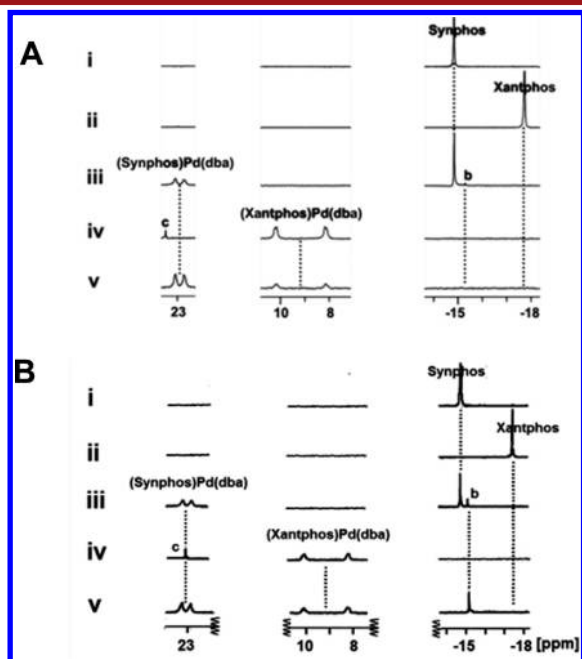 A
Synphos
i
Xantphos
ii
(Synphos)Pd(dba)
iii b
(Xantphos)Pd(dba)
iv c
v
23 10 8 -15 -18
B
Synphos
i
Xantphos
ii
(Synphos)Pd(dba)
iii b
(Xantphos)Pd(dba)
iv c
v
23 10 8 -15 -18 [ppm]